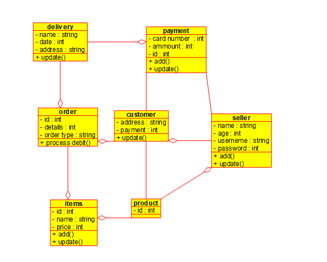 delivery
- name : string
- date : int
- address : string
+ update()
payment
- card number : int
- ammount : int
- id : int
+ add()
+ update()
order
- id : int
- details : int
- order type : string
+ process debit()
customer
- address : string
- payment : int
+ update()
seller
- name : string
- age : int
- username : string
- password : int
+ add()
+ update()
items
- id : int
- name : string
- price : int
+ add()
+ update()
product
- id : int